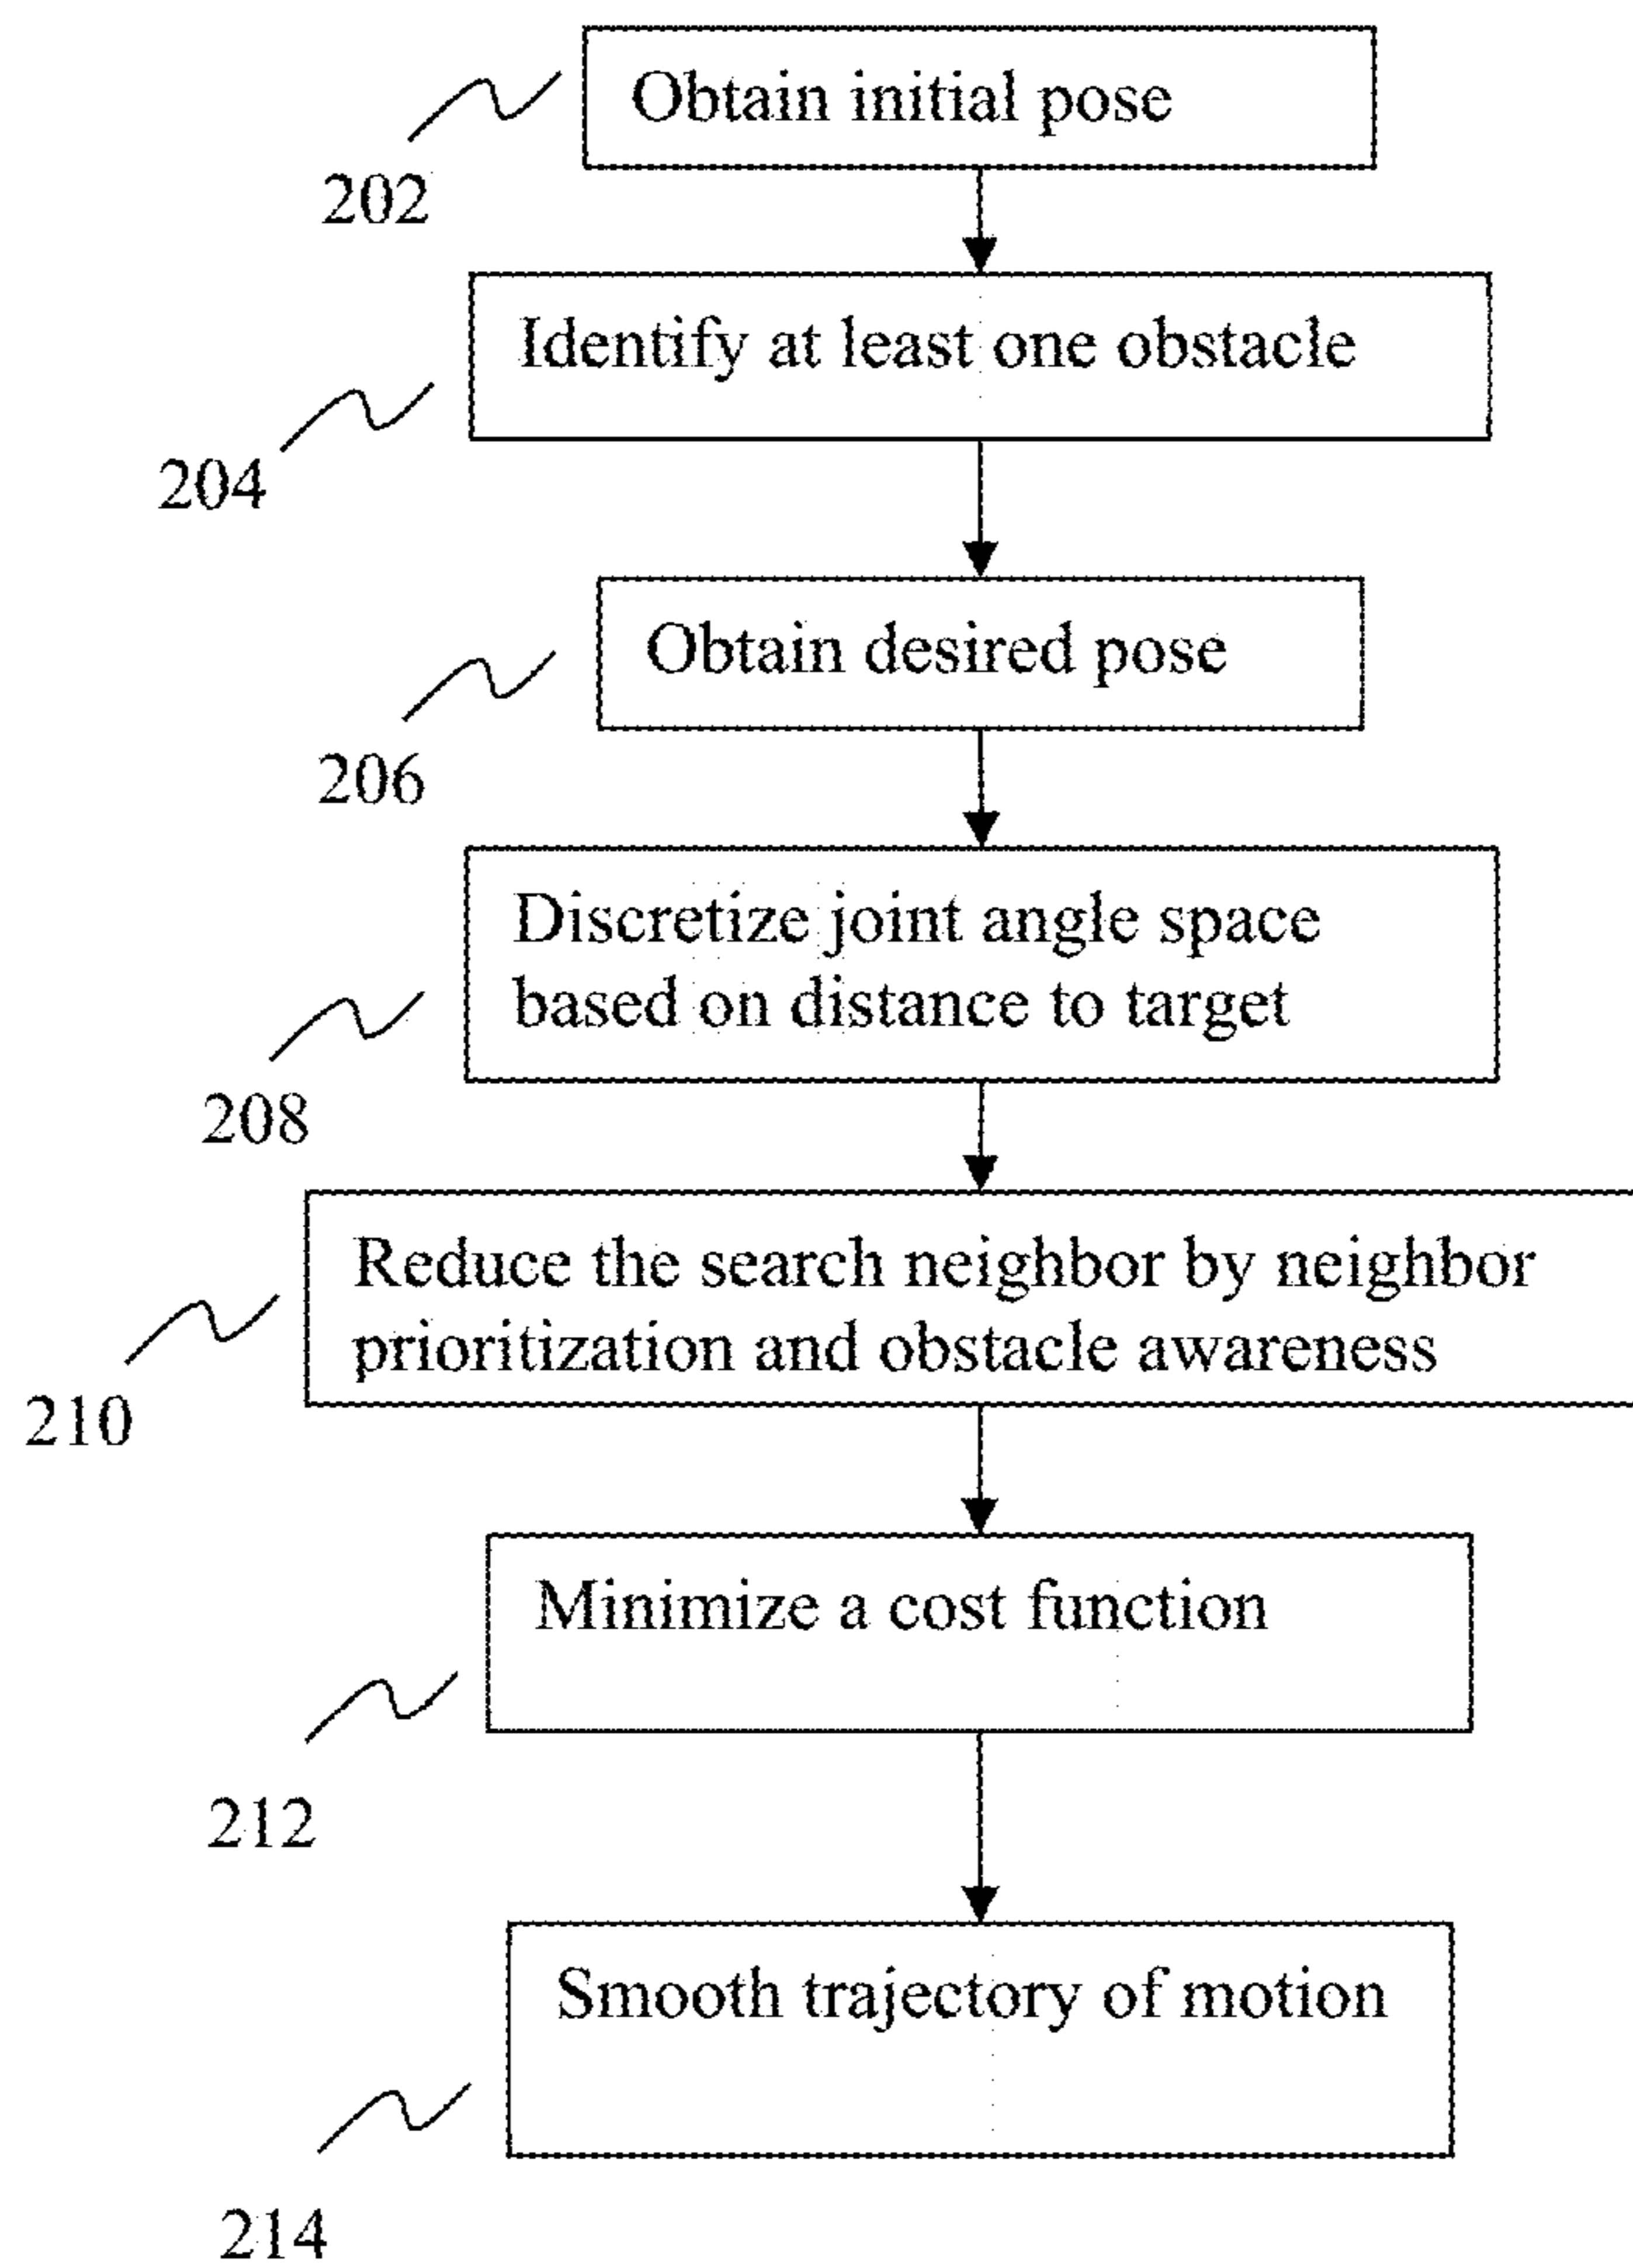 Obtain initial pose
202
Identify at least one obstacle
204
Obtain desired pose
206
Discretize joint angle space
based on distance to target
208
Reduce the search neighbor by neighbor
prioritization and obstacle awareness
210
Minimize a cost function
212
Smooth trajectory of motion
214